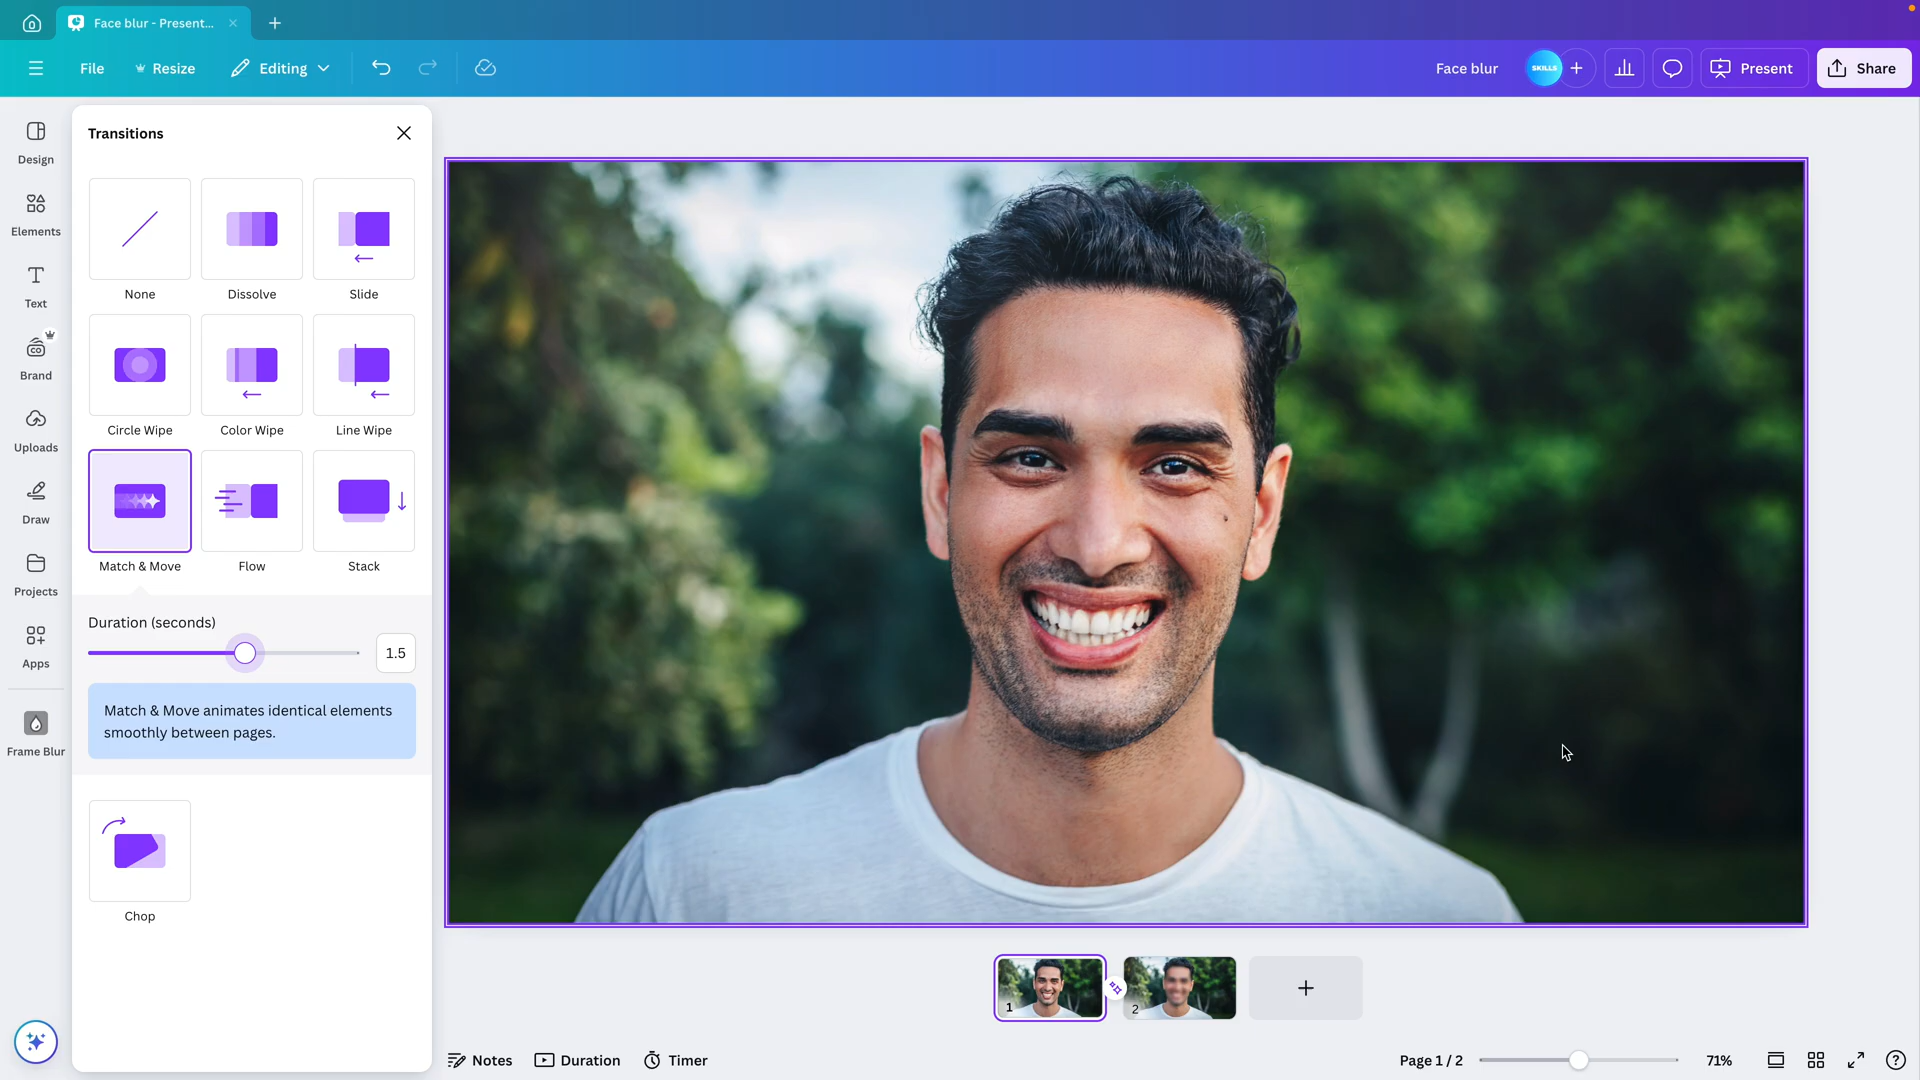 Face blur - Present...
File
Resize
Editing
Face blur
SKILLS
Present
Share
Design
Elements
Text
Brand
Uploads
Draw
Projects
Apps
Frame Blur
Transitions
None
Dissolve
Slide
Circle Wipe
Color Wipe
Line Wipe
Match & Move
Flow
Stack
Duration (seconds)
1.5
Match & Move animates identical elements
smoothly between pages.
Chop
1
2
Notes
Duration
Timer
Page 1 / 2
71%